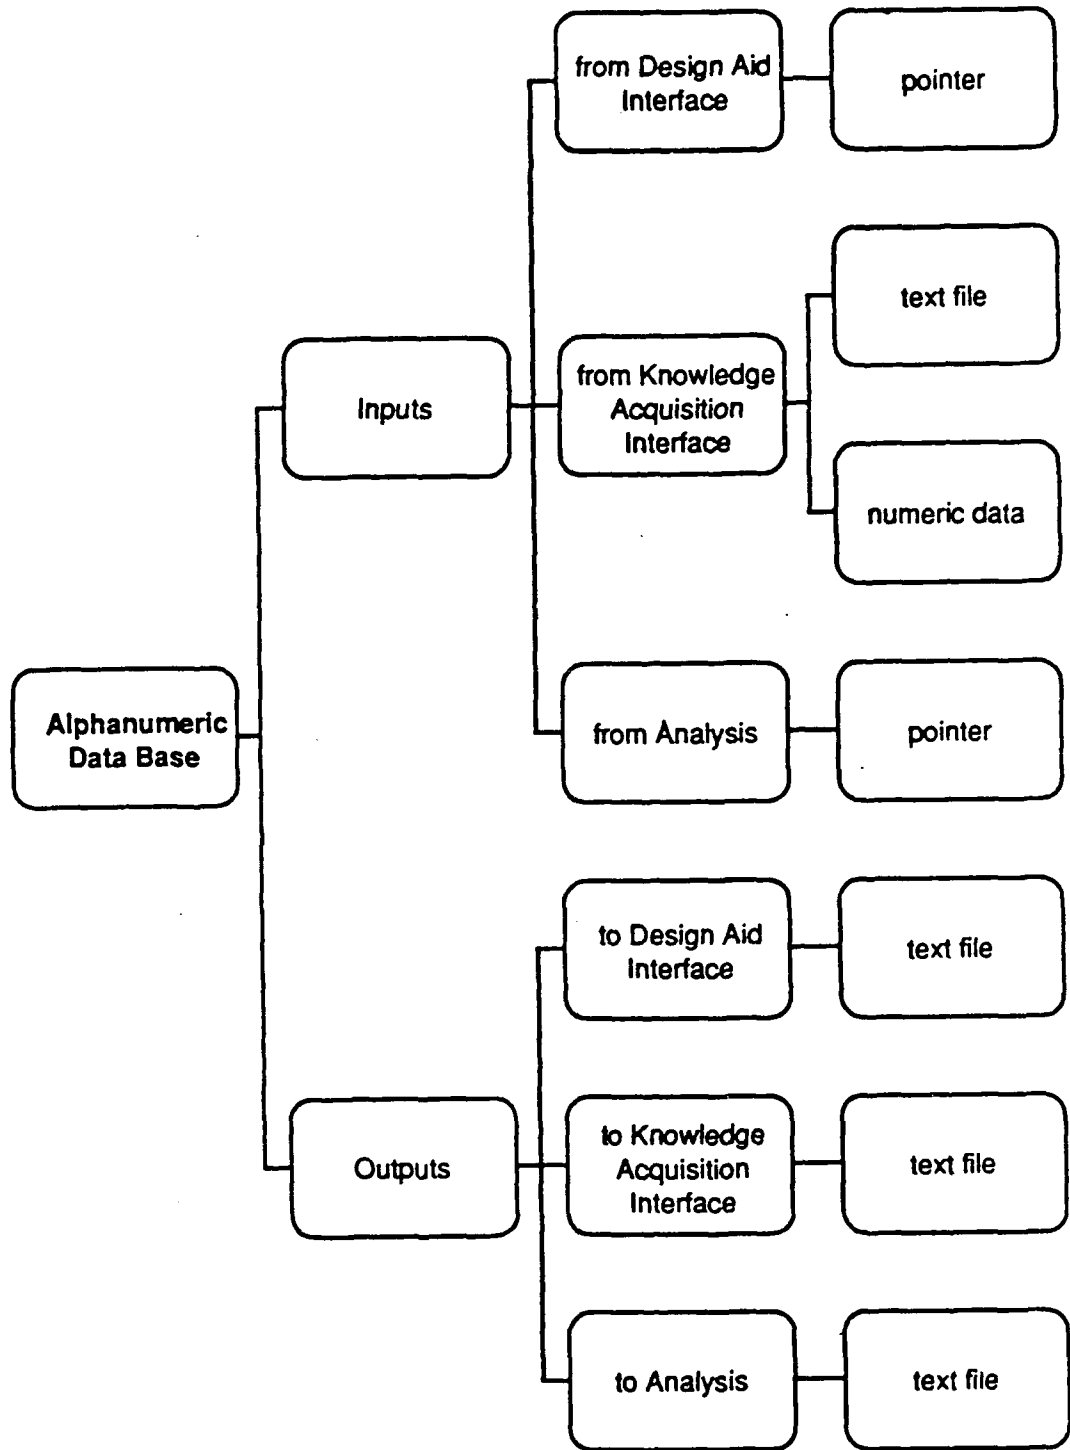 from Design Aid
Interface
pointer
text file
Inputs
from Knowledge
Acquisition
Interface
numeric data
Alphanumeric
Data Base
from Analysis
pointer
to Design Aid
Interface
text file
Outputs
to Knowledge
Acquisition
Interface
text file
to Analysis
text file